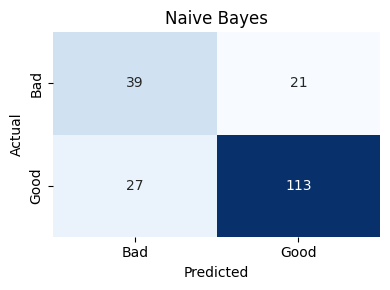 Naive Bayes
Actual
Bad
39
21
Good
27
113
Bad
Good
Predicted